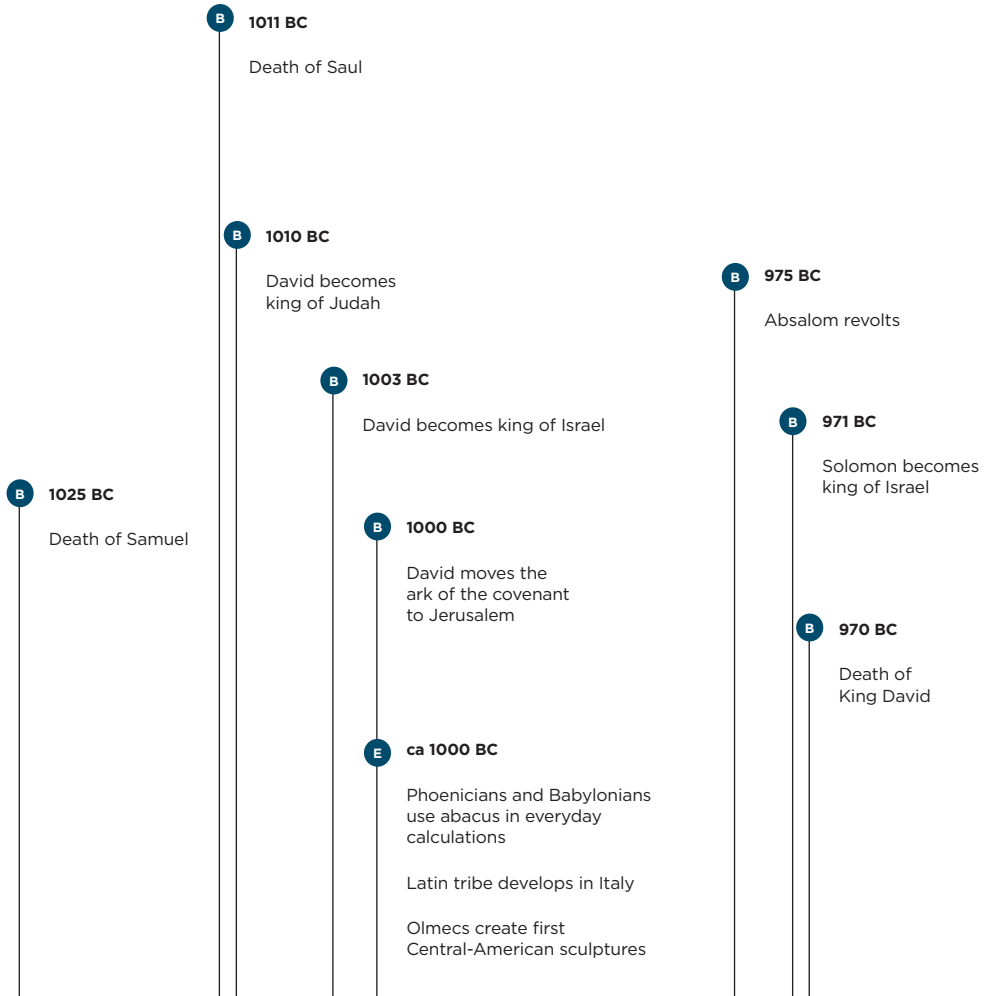 B 1011 BC
Death of Saul
B 1010 BC
David becomes
king of Judah
B 1003 BC
David becomes king of Israel
B 1025 BC
Death of Samuel
B 1000 BC
David moves the
ark of the covenant
to Jerusalem
E ca 1000 BC
Phoenicians and Babylonians
use abacus in everyday
calculations
Latin tribe develops in Italy
Olmecs create first
Central-American sculptures
B 975 BC
Absalom revolts
B 971 BC
Solomon becomes
king of Israel
B 970 BC
Death of
King David